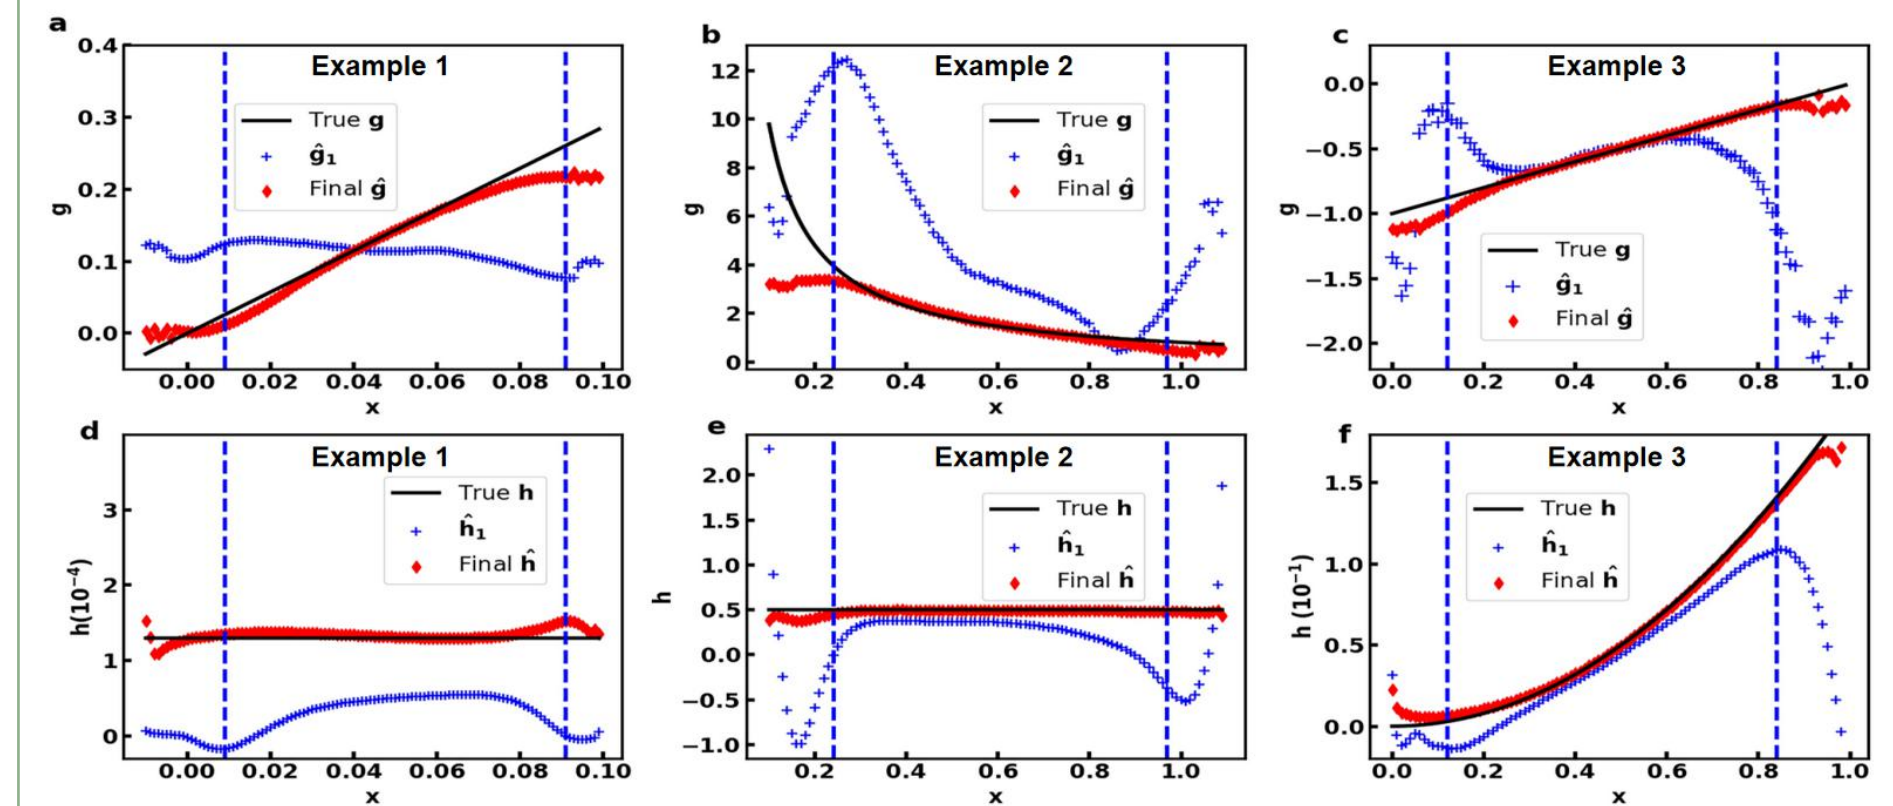 a
Example 1
g
0.4
0.3
0.2
0.1
0.0
True g
ĝ₁
Final ĝ
0.00 0.02 0.04 0.06 0.08 0.10
x
b
Example 2
g
12
10
8
6
4
2
0
True g
ĝ₁
Final ĝ
0.2 0.4 0.6 0.8 1.0
x
c
Example 3
g
0.0
−0.5
−1.0
−1.5
−2.0
True g
ĝ₁
Final ĝ
0.0 0.2 0.4 0.6 0.8 1.0
x
d
Example 1
h(10⁻⁴)
3
2
1
0
True h
ĥ₁
Final ĥ
0.00 0.02 0.04 0.06 0.08 0.10
x
e
Example 2
h
2.0
1.5
1.0
0.5
0.0
−0.5
−1.0
True h
ĥ₁
Final ĥ
0.2 0.4 0.6 0.8 1.0
x
f
Example 3
h (10⁻¹)
1.5
1.0
0.5
0.0
True h
ĥ₁
Final ĥ
0.0 0.2 0.4 0.6 0.8 1.0
x